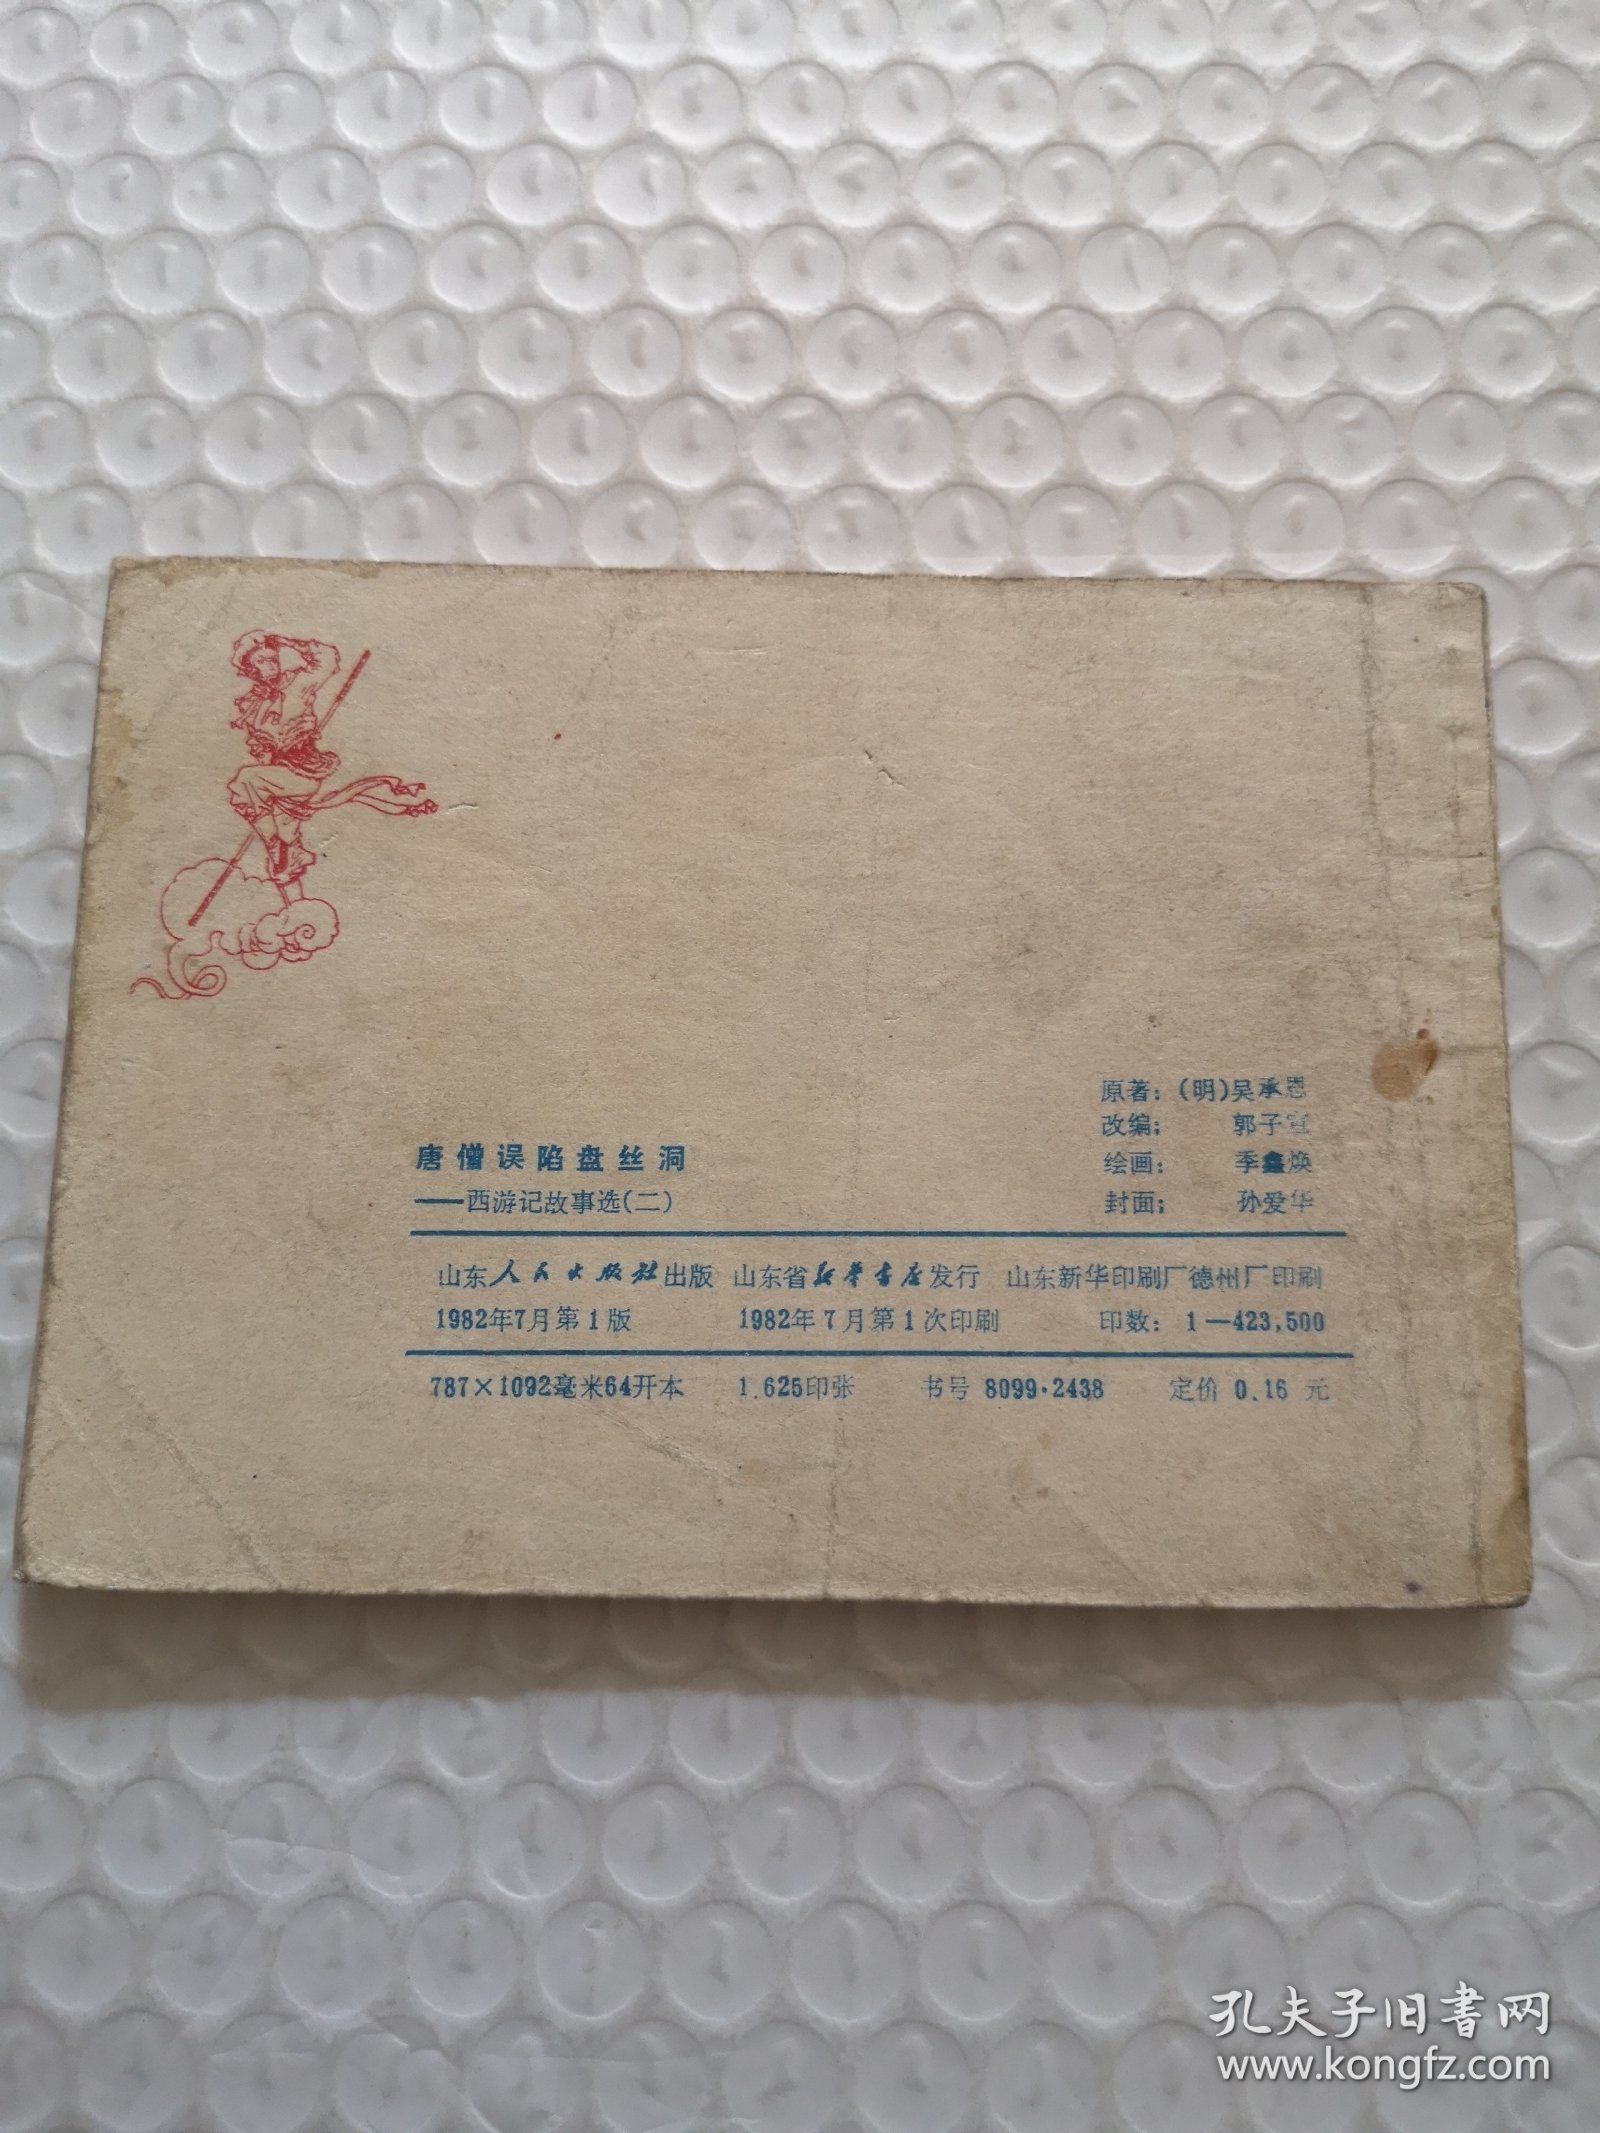 原著：（明）吴承恩
改编：郭子宣
绘画：季鑫焕
封面：孙爱华
唐僧误陷盘丝洞
——西游记故事选（二）
山东人民出版社出版 山东省新华书店发行 山东新华印刷厂德州厂印刷
1982年7月第1版 1982年7月第1次印刷 印数：1—423,500
787×1092毫米64开本 1.625印张 书号 8099·2438 定价 0.16 元
孔夫子旧书网
www.kongfz.com